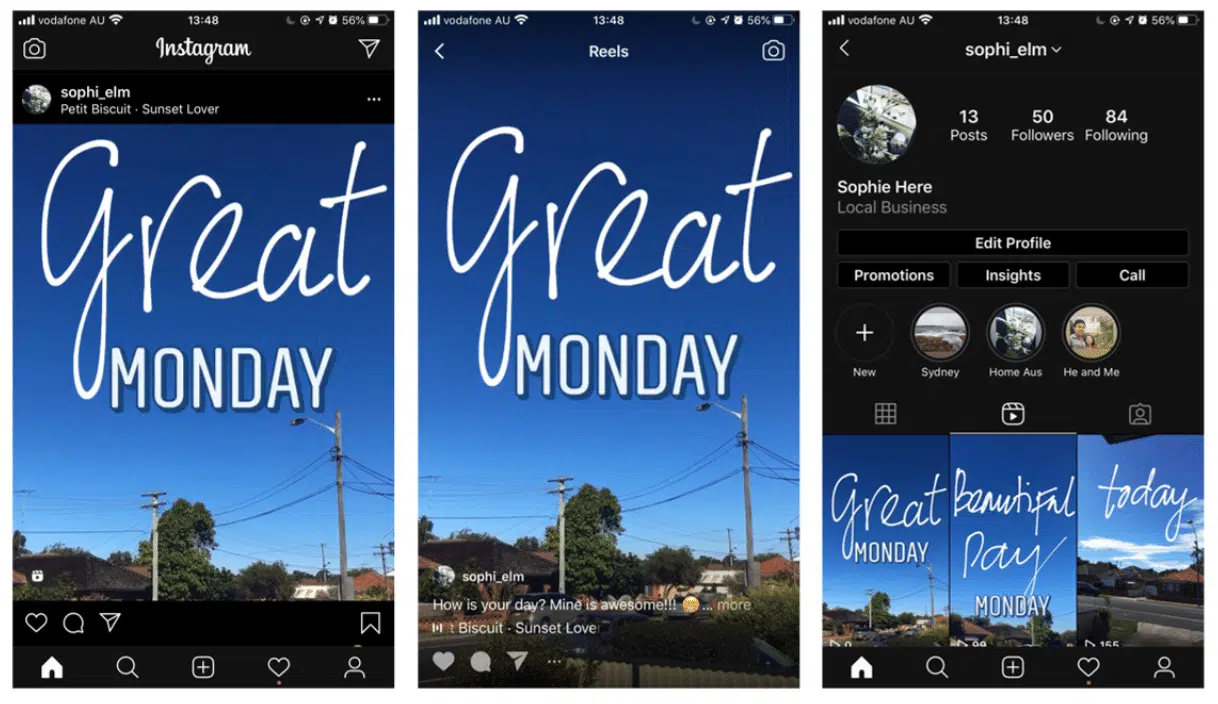 vodafone AU 13:48 56%
Instagram
sophi_elm
Petit Biscuit · Sunset Lover
...
Great
MONDAY
vodafone AU 13:48 56%
Reels
Great
MONDAY
sophi_elm
How is your day? Mine is awesome!!! 😊 ... more
t Biscuit · Sunset Love
...
vodafone AU 13:48 56%
sophi_elm
13 50 84
Posts Followers Following
Sophie Here
Local Business
Edit Profile
Promotions Insights Call
New Sydney Home Aus He and Me
Great
MONDAY
Beautiful
Day
MONDAY
today
0 99 155